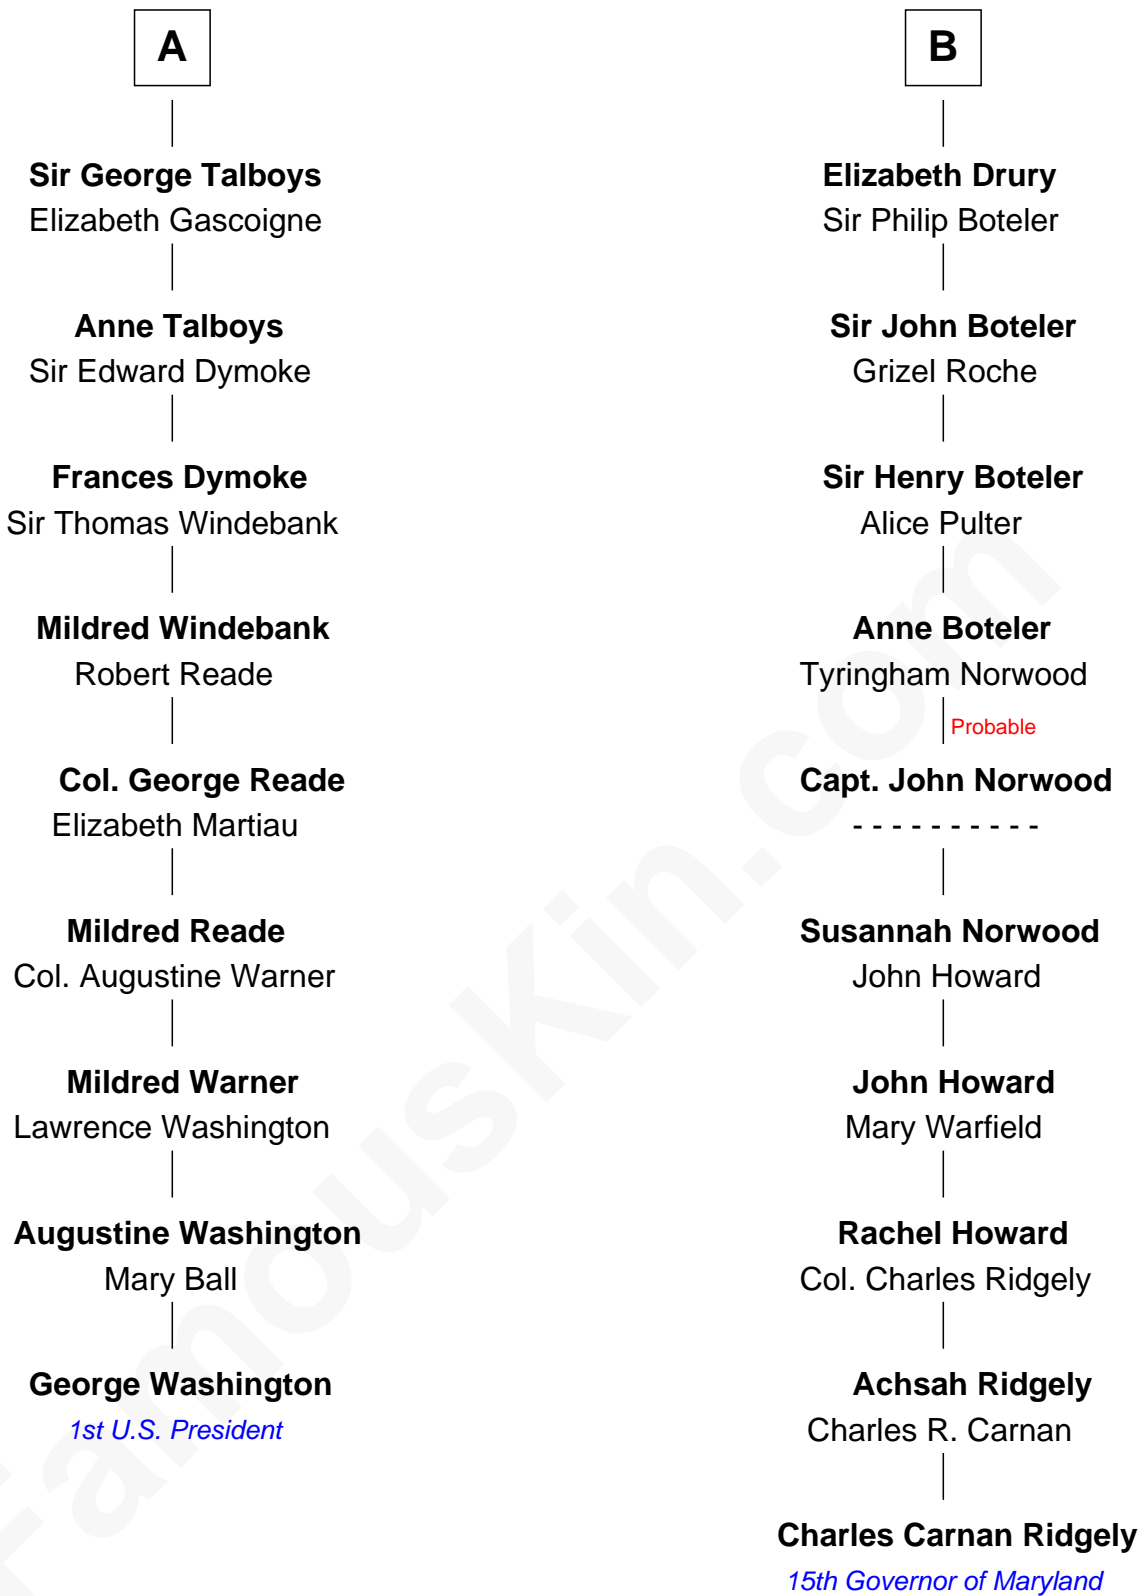 A
Sir George Talboys
Elizabeth Gascoigne
Anne Talboys
Sir Edward Dymoke
Frances Dymoke
Sir Thomas Windebank
Mildred Windebank
Robert Reade
Col. George Reade
Elizabeth Martiau
Mildred Reade
Col. Augustine Warner
Mildred Warner
Lawrence Washington
Augustine Washington
Mary Ball
George Washington
1st U.S. President
B
Elizabeth Drury
Sir Philip Boteler
Sir John Boteler
Grizel Roche
Sir Henry Boteler
Alice Pulter
Anne Boteler
Tyringham Norwood
Probable
Capt. John Norwood
- - - - - - - - - -
Susannah Norwood
John Howard
John Howard
Mary Warfield
Rachel Howard
Col. Charles Ridgely
Achsah Ridgely
Charles R. Carnan
Charles Carnan Ridgely
15th Governor of Maryland
FamousKin.com